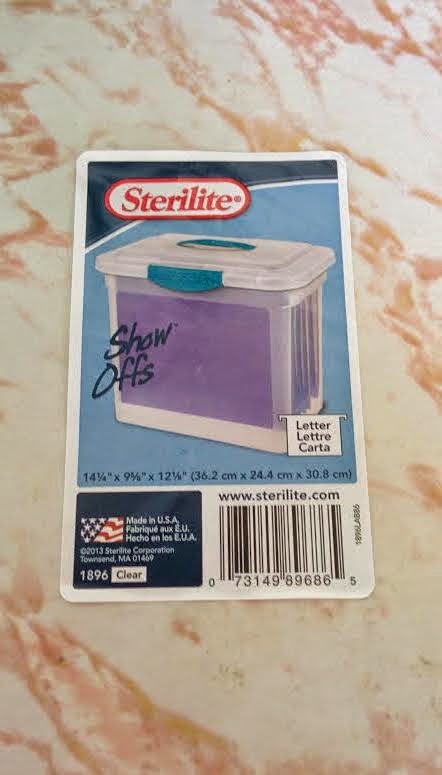 Sterilite®
Show
Offs™
Letter
Lettre
Carta
14¼" x 9⅝" x 12⅛" (36.2 cm x 24.4 cm x 30.8 cm)
Made in U.S.A.
Fabriqué aux É.U.
Hecho en los E.U.A.
©2013 Sterilite Corporation
Townsend, MA 01469
1896 Clear
www.sterilite.com
0 73149 89686 5
1896LAB86